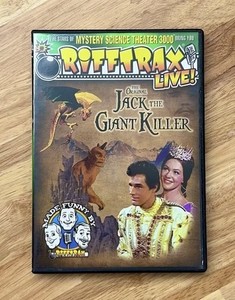 STARS OF MYSTERY SCIENCE THEATER 3000 BRING YOU
RIFFTRAX
LIVE!
THE ORIGINAL
JACK THE
GIANT KILLER
MADE FUNNY BY
RIFFTRAX